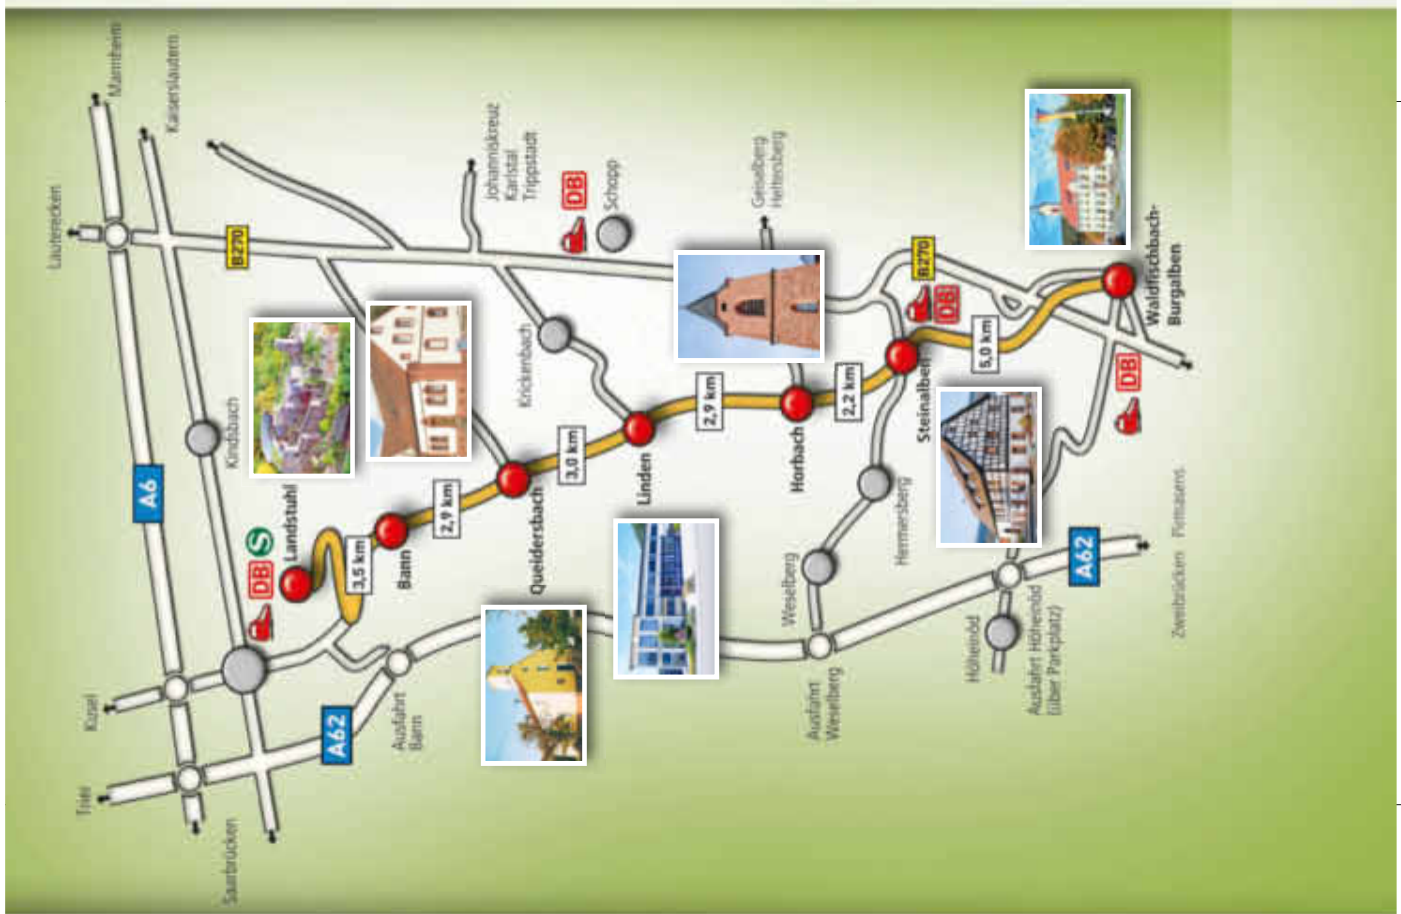 Lauterecken
Trier
Kusel
Mannheim
A6
Kaiserslautern
Saarbrücken
Kindsbach
B270
DB S
Landstuhl
A62
3,5 km
Ausfahrt
Bann
Bann
2,9 km
Johanniskreuz
Karlstal
Trippstadt
Krickenbach
Queidersbach
3,0 km
DB
Schopp
Linden
2,9 km
Geiselberg
Heltersberg
Weselberg
Horbach
Ausfahrt
Weselberg
2,2 km
Hermersberg
Steinalben
B270
DB
Höheinöd
5,0 km
Ausfahrt Höheinöd
(über Parkplatz)
A62
DB
Waldfischbach-
Burgalben
Zweibrücken Pirmasens